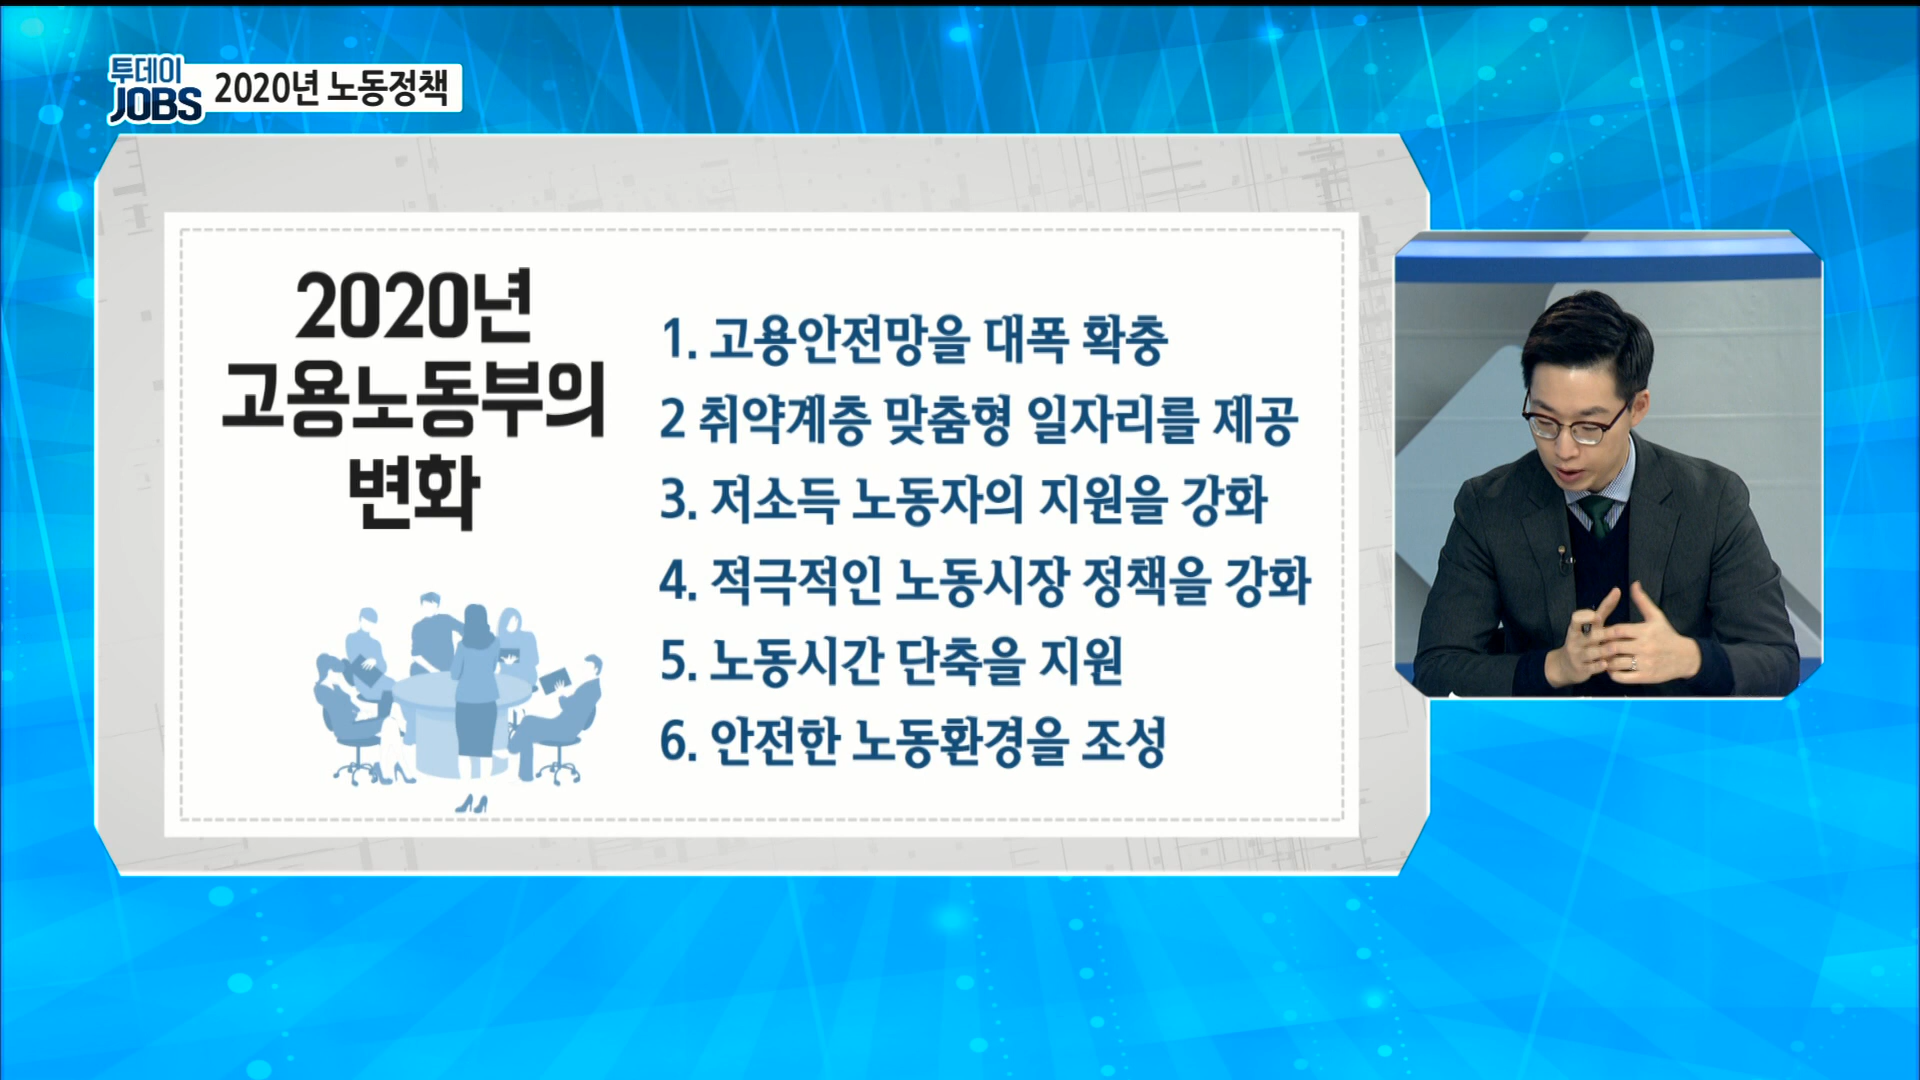 투데이
JOBS
2020년 노동정책
2020년
고용노동부의
변화
1. 고용안전망을 대폭 확충
2 취약계층 맞춤형 일자리를 제공
3. 저소득 노동자의 지원을 강화
4. 적극적인 노동시장 정책을 강화
5. 노동시간 단축을 지원
6. 안전한 노동환경을 조성